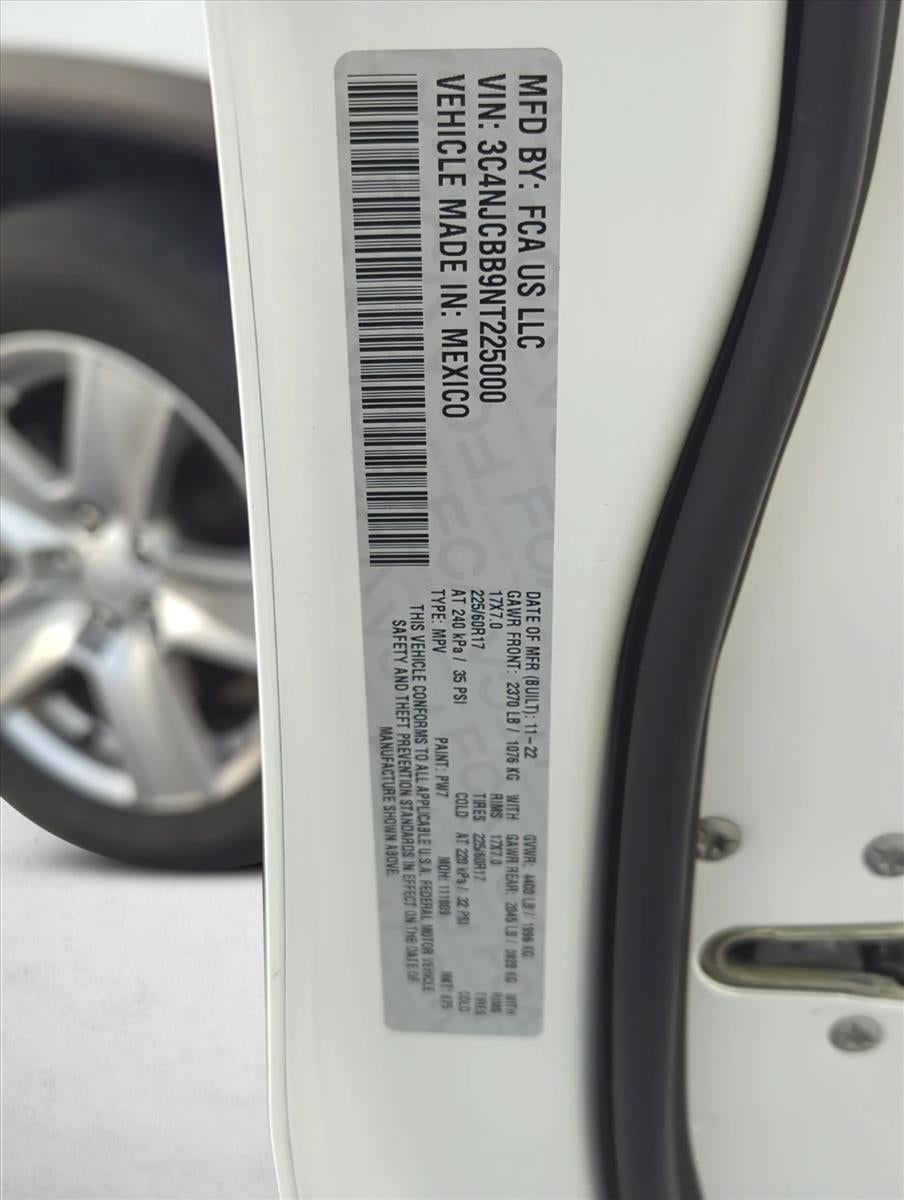 MFD BY: FCA US LLC
VIN: 3C4NJCBB9NT225000
VEHICLE MADE IN: MEXICO
DATE OF MFR (BUILT): 11-22 GVWR: 4400 LB / 1996 KG
GAWR FRONT: 2370 LB / 1076 KG WITH GAWR REAR: 2046 LB / 0928 KG WITH
17X7.0 RIMS 17X7.0 RIMS
225/60R17 TIRES 225/60R17 TIRES
AT 240 kPa / 35 PSI COLD AT 220 kPa / 32 PSI COLD
TYPE: MPV PAINT: PW7 MDH: 111809 MKT:
THIS VEHICLE CONFORMS TO ALL APPLICABLE U.S.A. FEDERAL MOTOR VEHICLE
SAFETY AND THEFT PREVENTION STANDARDS IN EFFECT ON THE DATE OF
MANUFACTURE SHOWN ABOVE.